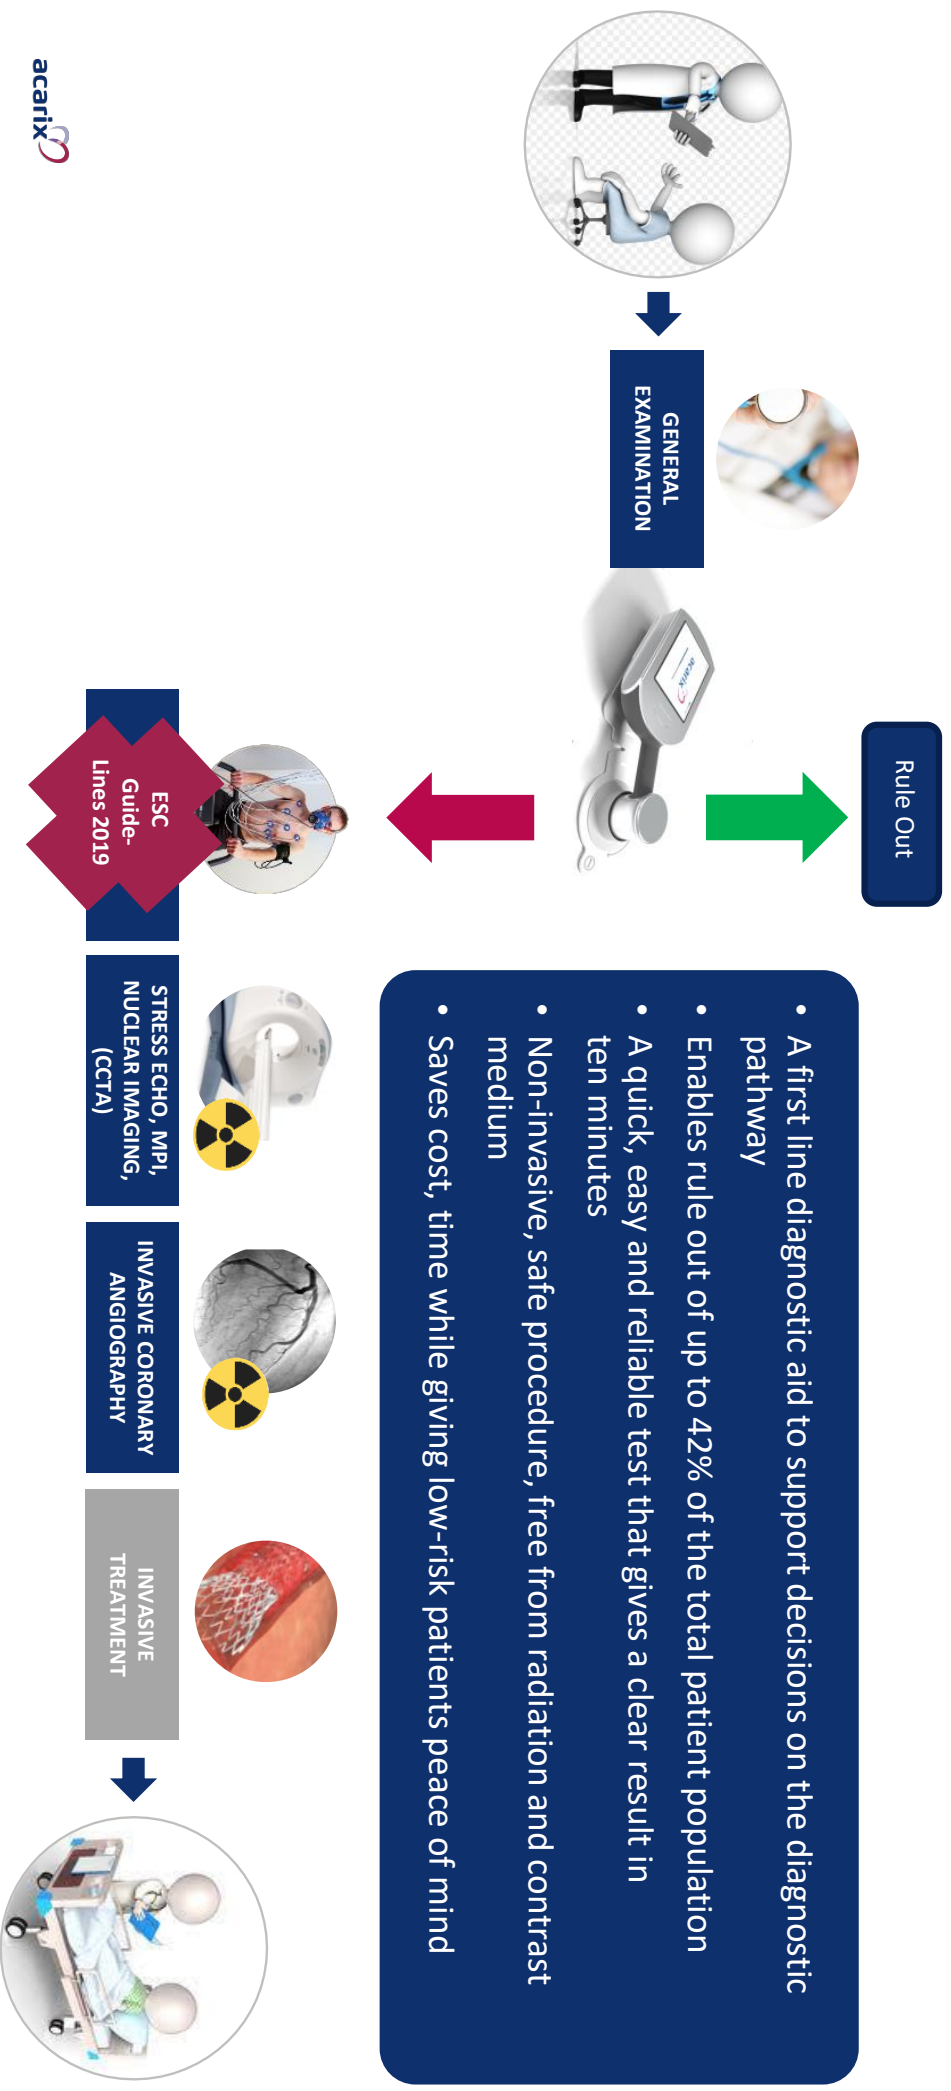 Rule Out
• A first line diagnostic aid to support decisions on the diagnostic
pathway
• Enables rule out of up to 42% of the total patient population
• A quick, easy and reliable test that gives a clear result in
ten minutes
• Non-invasive, safe procedure, free from radiation and contrast
medium
• Saves cost, time while giving low-risk patients peace of mind
GENERAL
EXAMINATION
acarix
ESC
Guide-
Lines 2019
STRESS ECHO, MPI,
NUCLEAR IMAGING,
(CCTA)
INVASIVE CORONARY
ANGIOGRAPHY
INVASIVE
TREATMENT
acarix